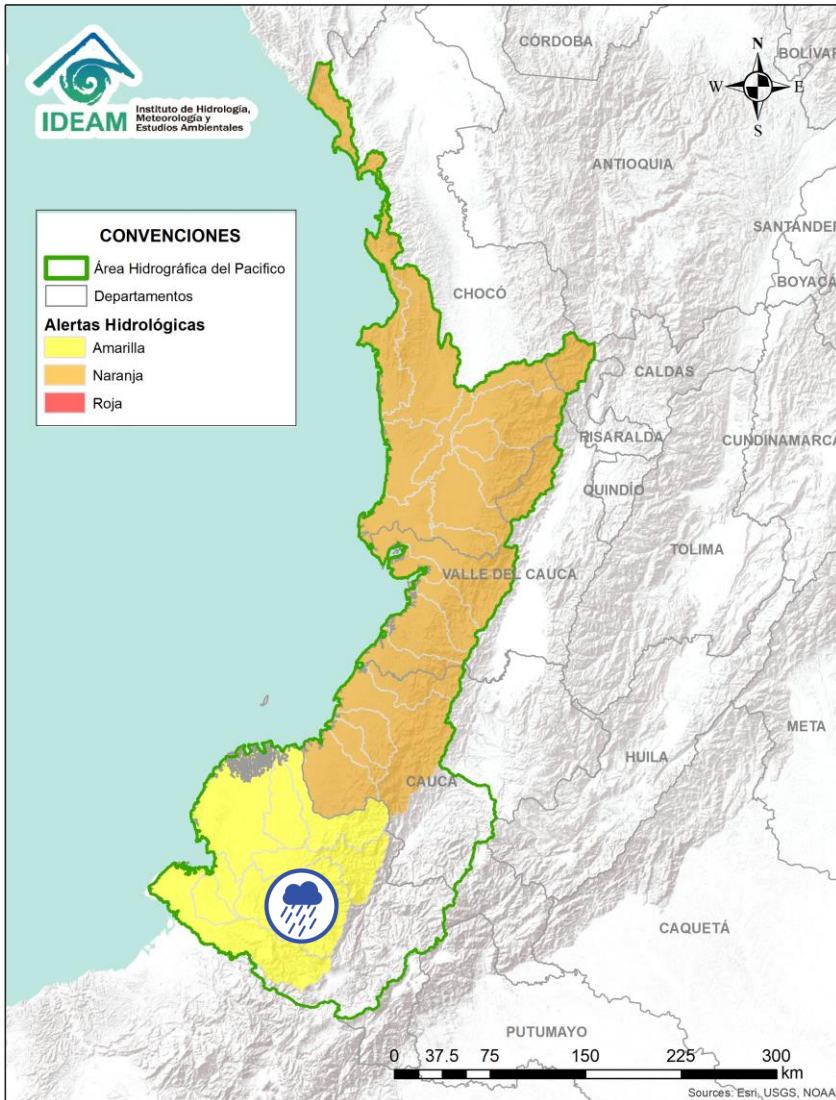 IDEAM
Instituto de Hidrología,
Meteorología y
Estudios Ambientales
CONVENCIONES
Área Hidrográfica del Pacifico
Departamentos
Alertas Hidrológicas
Amarilla
Naranja
Roja
N
W
E
S
CÓRDOBA
BOLÍVAR
ANTIOQUIA
SANTANDER
BOYACÁ
CHOCÓ
CALDAS
RISARALDA
CUNDINAMARCA
QUINDÍO
TOLIMA
VALLE DEL CAUCA
META
HUILA
CAUCA
CAQUETÁ
PUTUMAYO
0 37.5 75 150 225 300
km
Sources: Esri, USGS, NOAA